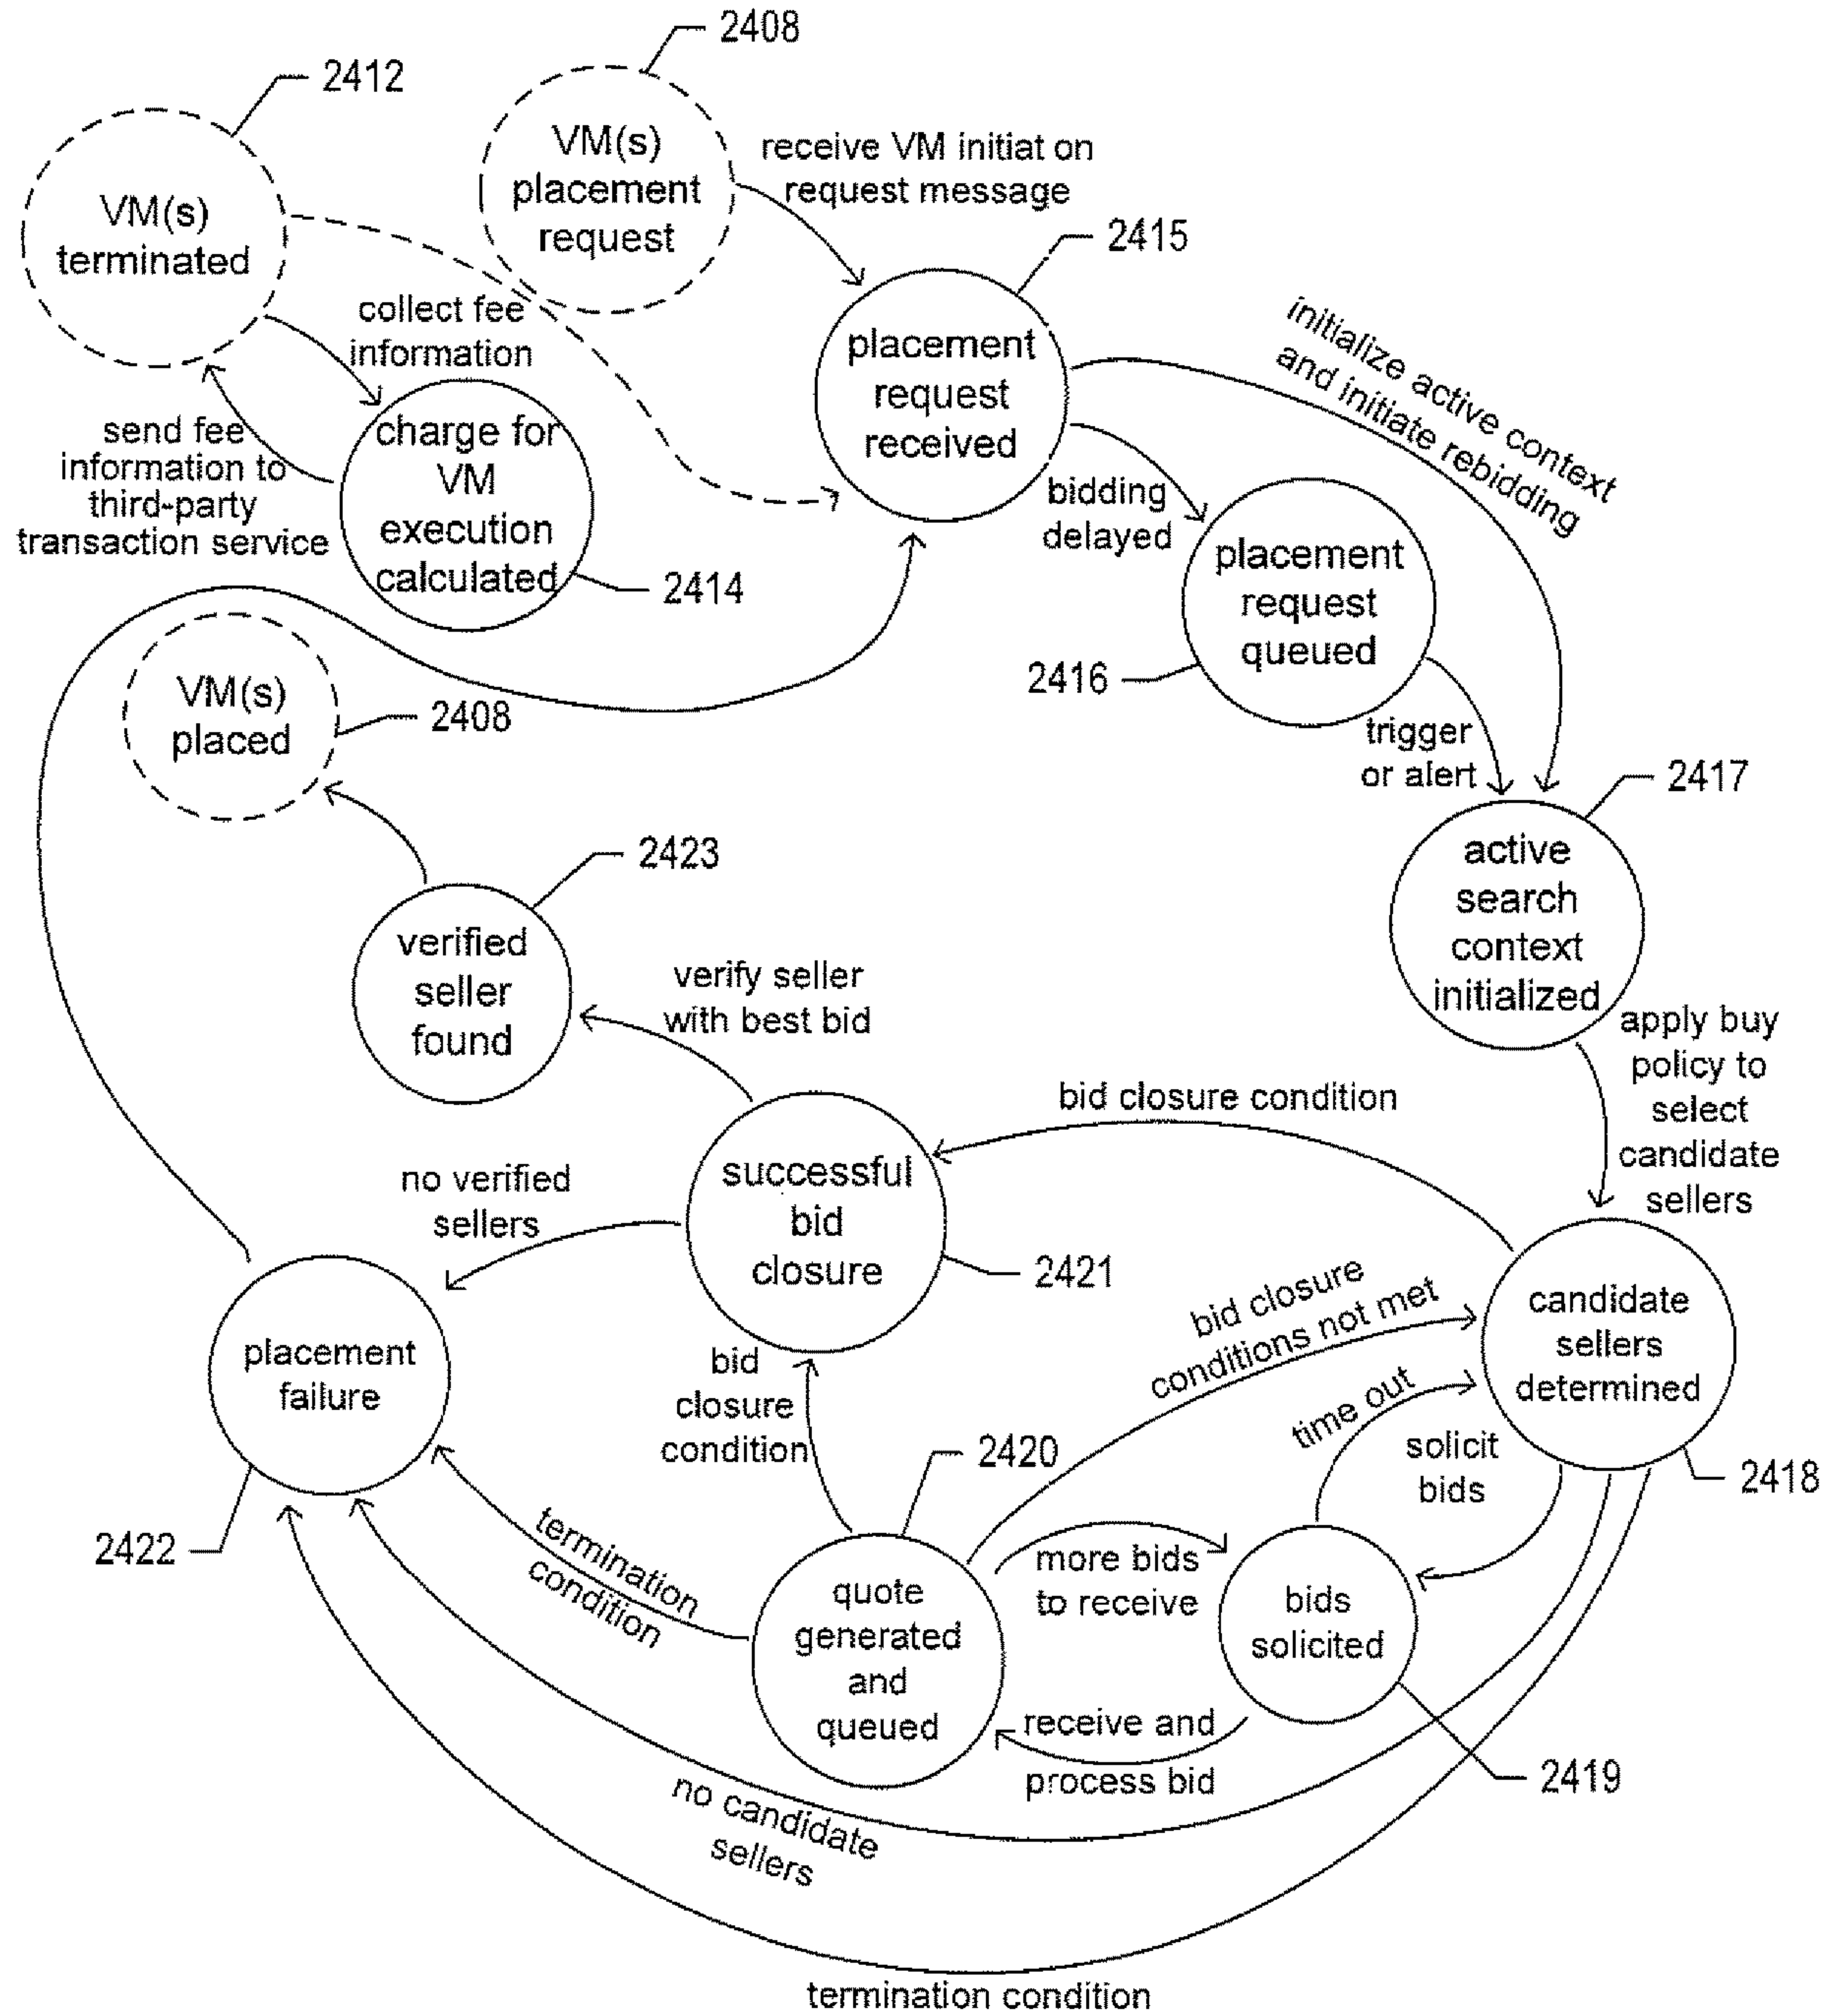 2408
2412
VM(s)
placement
request
receive VM initiat on
request message
VM(s)
terminated
2415
collect fee
information
placement
request
received
initialize active context
and initiate rebidding
send fee
information to
third-party
transaction service
charge for
VM
execution
calculated
2414
bidding
delayed
placement
request
queued
2416
VM(s)
placed
2408
trigger
or alert
2417
active
search
context
initialized
2423
verified
seller
found
verify seller
with best bid
apply buy
policy to
select
candidate
sellers
bid closure condition
successful
bid
closure
2421
no verified
sellers
bid closure
conditions not met
candidate
sellers
determined
2418
placement
failure
2422
bid
closure
condition
time out
solicit
bids
2420
termination
condition
quote
generated
and
queued
more bids
to receive
bids
solicited
receive and
process bid
2419
no candidate
sellers
termination condition